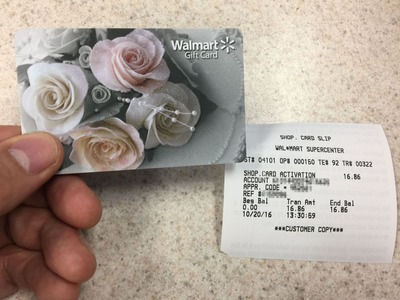 Walmart
Gift Card
SHOP. CARD SLIP
WAL*MART SUPERCENTER
ST# 04101 OP# 000150 TE# 92 TR# 00322
SHOP.CARD ACTIVATION 16.86
ACCOUNT
APPR. CODE =
REF #
Beg Bal Tran Amt End Bal
0.00 16.86 16.86
10/20/16 13:30:59
***CUSTOMER COPY***